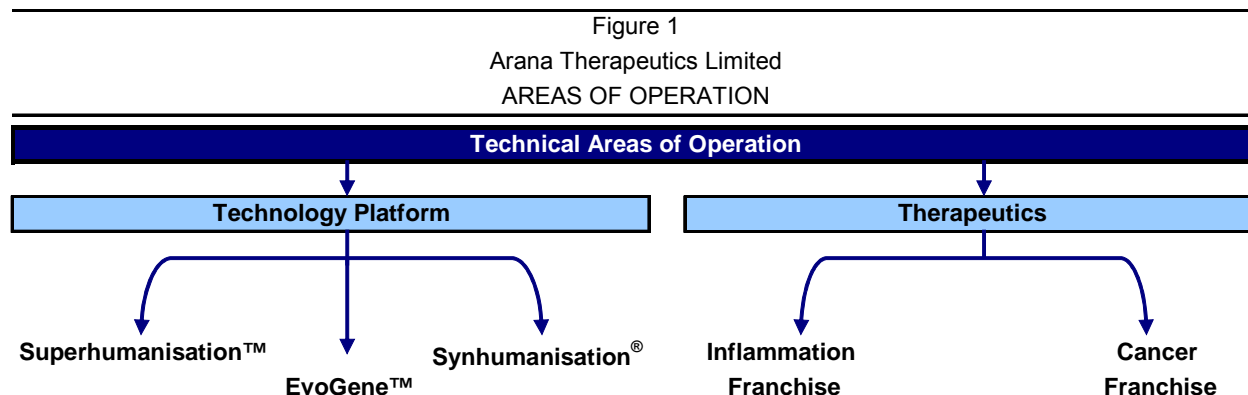 Figure 1
Arana Therapeutics Limited
AREAS OF OPERATION
Technical Areas of Operation
Technology Platform
Therapeutics
Superhumanisation™
EvoGene™
Synhumanisation®
Inflammation
Franchise
Cancer
Franchise